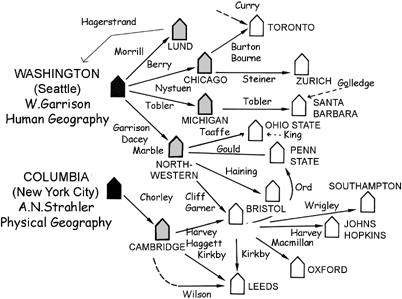 Curry
Hagerstrand
TORONTO
Morrill
LUND
Burton
Bourne
Berry
WASHINGTON
(Seattle)
W.Garrison
Human Geography
CHICAGO
Steiner
ZURICH
Nystuen
Golledge
Tobler
Tobler
MICHIGAN
SANTA
BARBARA
Garrison
Dacey
Marble
Taaffe
OHIO STATE
King
Gould
PENN
STATE
NORTH-
WESTERN
Haining
COLUMBIA
(New York City)
A.N.Strahler
Physical Geography
Ord
SOUTHAMPTON
Chorley
Cliff
Garner
BRISTOL
Wrigley
Harvey
JOHNS
HOPKINS
CAMBRIDGE
Harvey
Haggett
Kirkby
Kirkby
Macmillan
OXFORD
Wilson
LEEDS